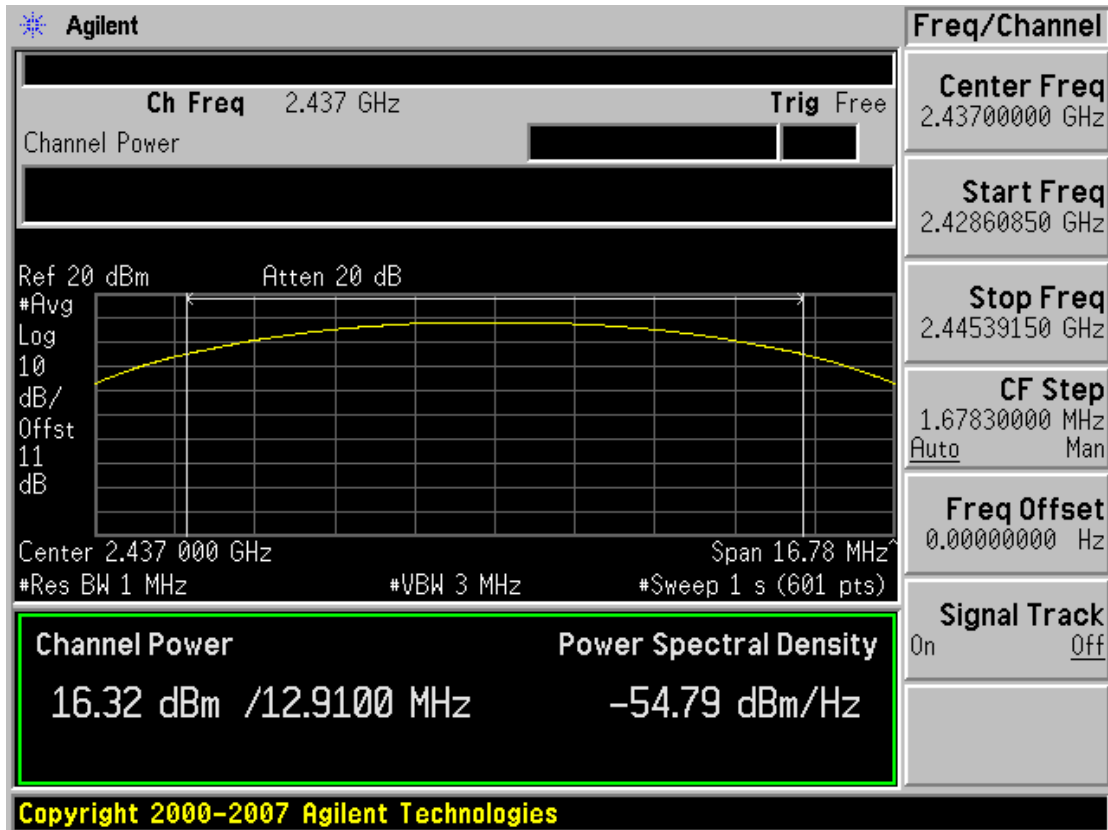 Agilent
Freq/Channel
Ch Freq 2.437 GHz Trig Free
Channel Power
Center Freq
2.43700000 GHz
Start Freq
2.42860850 GHz
Stop Freq
2.44539150 GHz
CF Step
1.67830000 MHz
Auto Man
Freq Offset
0.00000000 Hz
Signal Track
On Off
Ref 20 dBm Atten 20 dB
#Avg
Log
10
dB/
Offst
11
dB
Center 2.437 000 GHz Span 16.78 MHz^
#Res BW 1 MHz #VBW 3 MHz #Sweep 1 s (601 pts)
Channel Power Power Spectral Density
16.32 dBm /12.9100 MHz -54.79 dBm/Hz
Copyright 2000-2007 Agilent Technologies